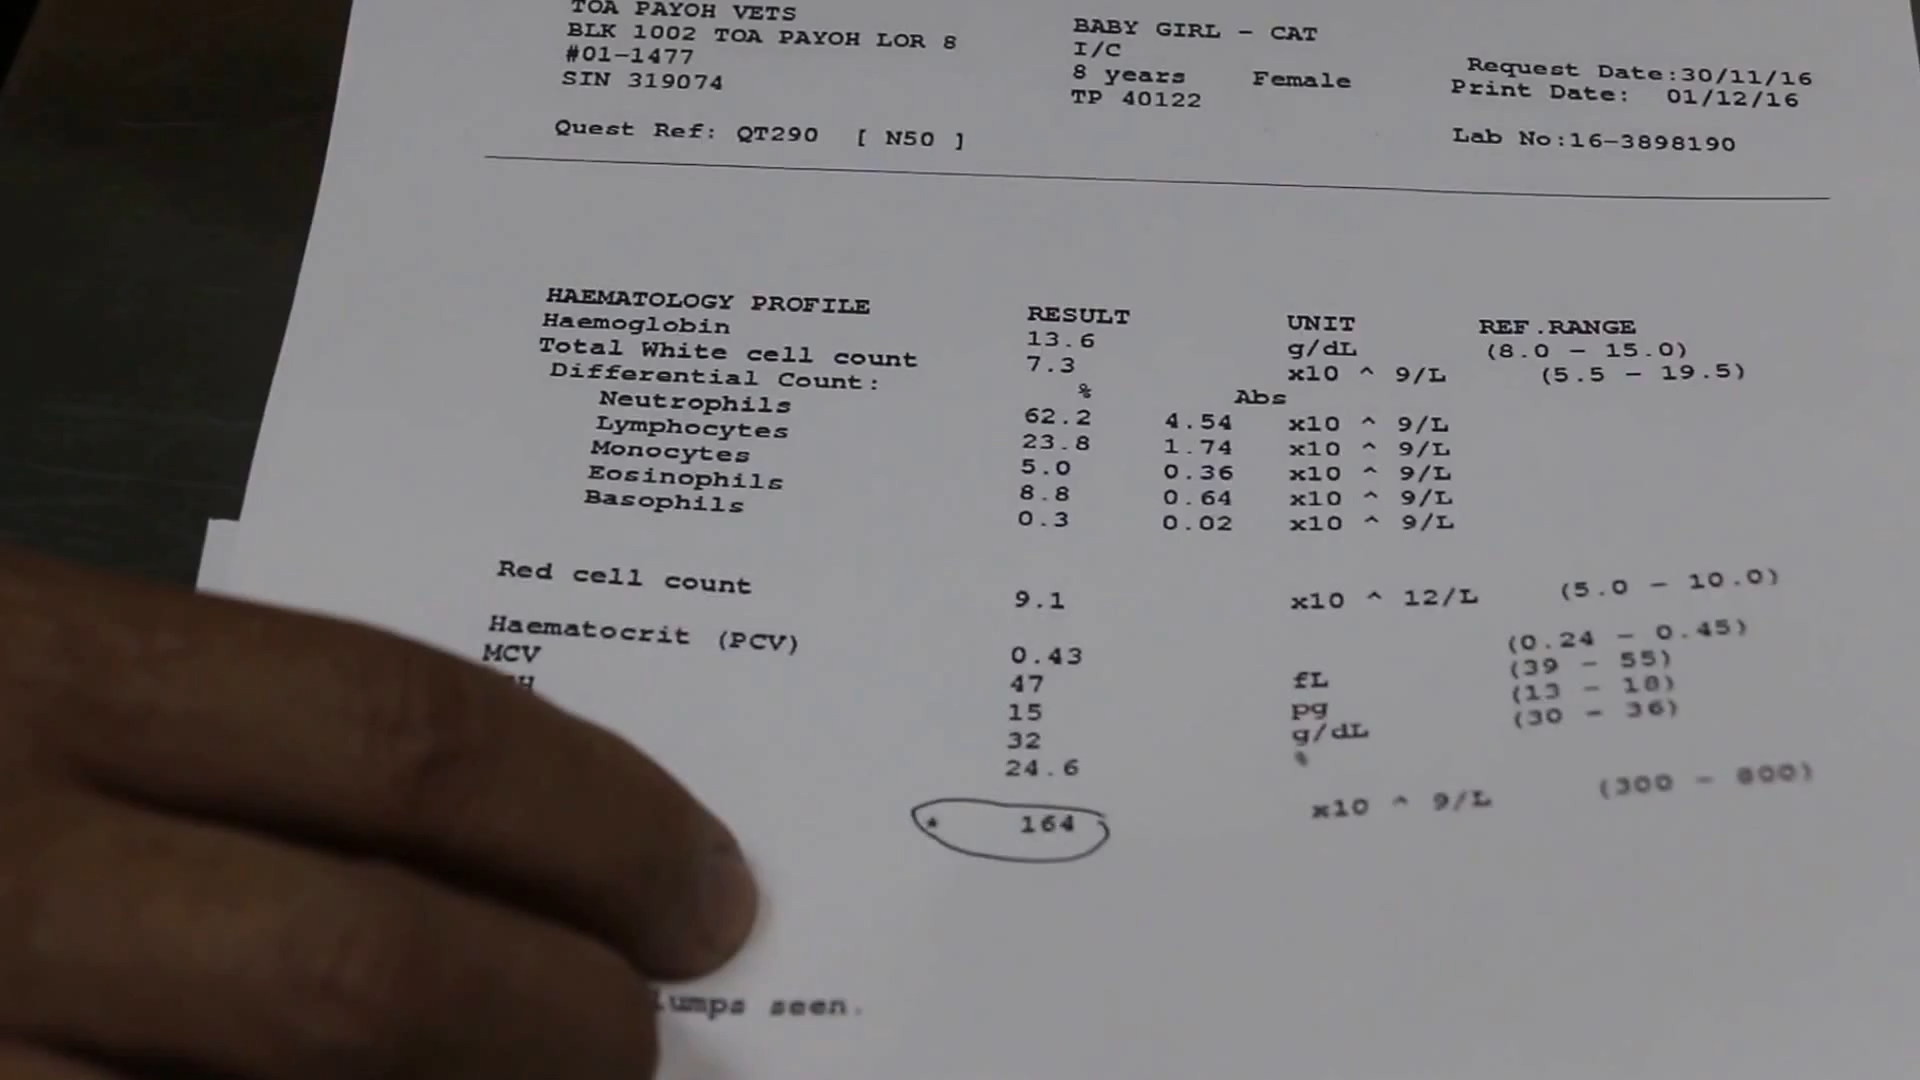 TOA PAYOH VETS
BLK 1002 TOA PAYOH LOR 8
#01-1477
SIN 319074
Quest Ref: QT290 [ N50 ]
BABY GIRL - CAT
I/C
8 years Female
TP 40122
Request Date:30/11/16
Print Date: 01/12/16
Lab No:16-3898190
HAEMATOLOGY PROFILE RESULT UNIT REF.RANGE
Haemoglobin 13.6 g/dL (8.0 - 15.0)
Total White cell count 7.3 x10 ^ 9/L (5.5 - 19.5)
Differential Count: % Abs
Neutrophils 62.2 4.54 x10 ^ 9/L
Lymphocytes 23.8 1.74 x10 ^ 9/L
Monocytes 5.0 0.36 x10 ^ 9/L
Eosinophils 8.8 0.64 x10 ^ 9/L
Basophils 0.3 0.02 x10 ^ 9/L
Red cell count 9.1 x10 ^ 12/L (5.0 - 10.0)
Haematocrit (PCV) 0.43 (0.24 - 0.45)
MCV 47 fL (39 - 55)
15 pg (13 - 18)
32 g/dL (30 - 36)
24.6 %
* 164 x10 ^ 9/L (300 - 800)
seen.